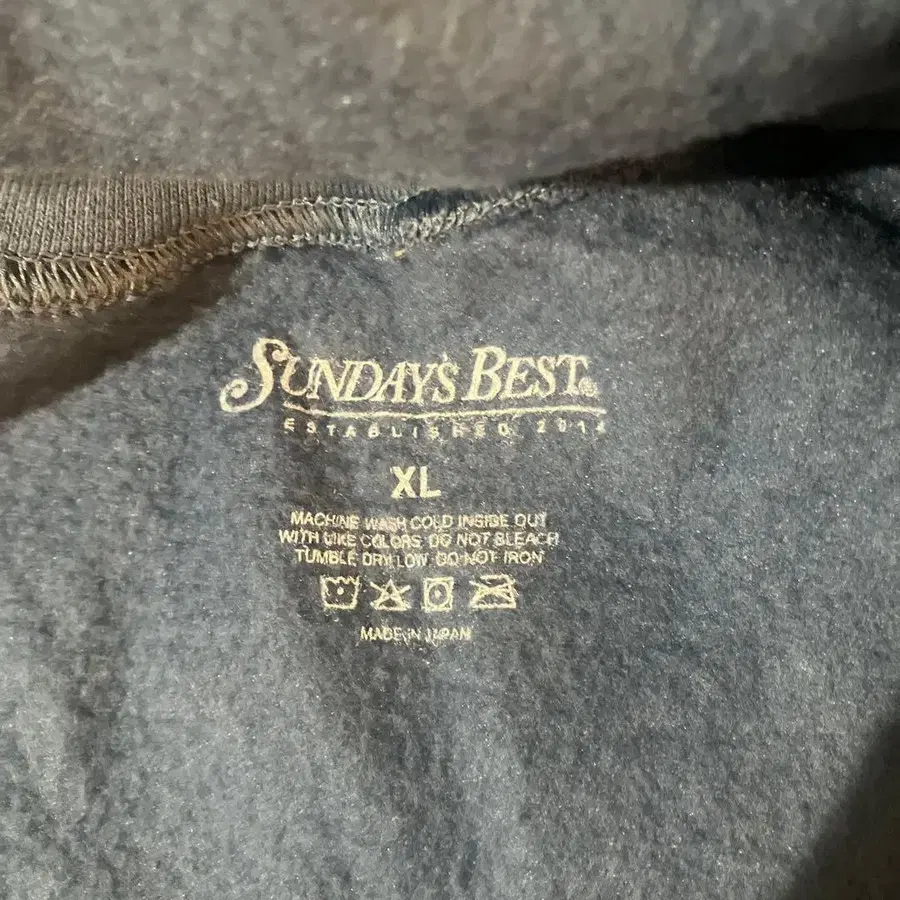 SUNDAY'S BEST®
ESTABLISHED 2014
XL
MACHINE WASH COLD INSIDE OUT
WITH LIKE COLORS DO NOT BLEACH
TUMBLE DRY LOW DO NOT IRON
MADE IN JAPAN